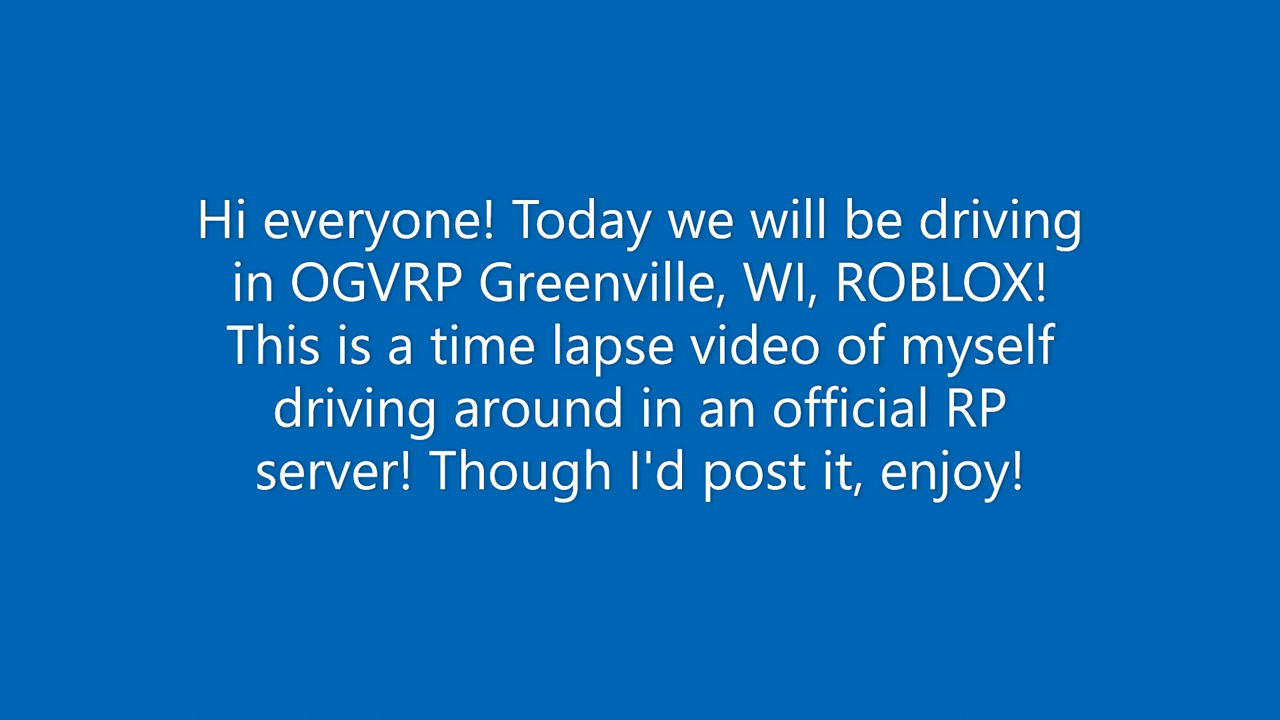 Hi everyone! Today we will be driving
in OGVRP Greenville, WI, ROBLOX!
This is a time lapse video of myself
driving around in an official RP
server! Though I'd post it, enjoy!